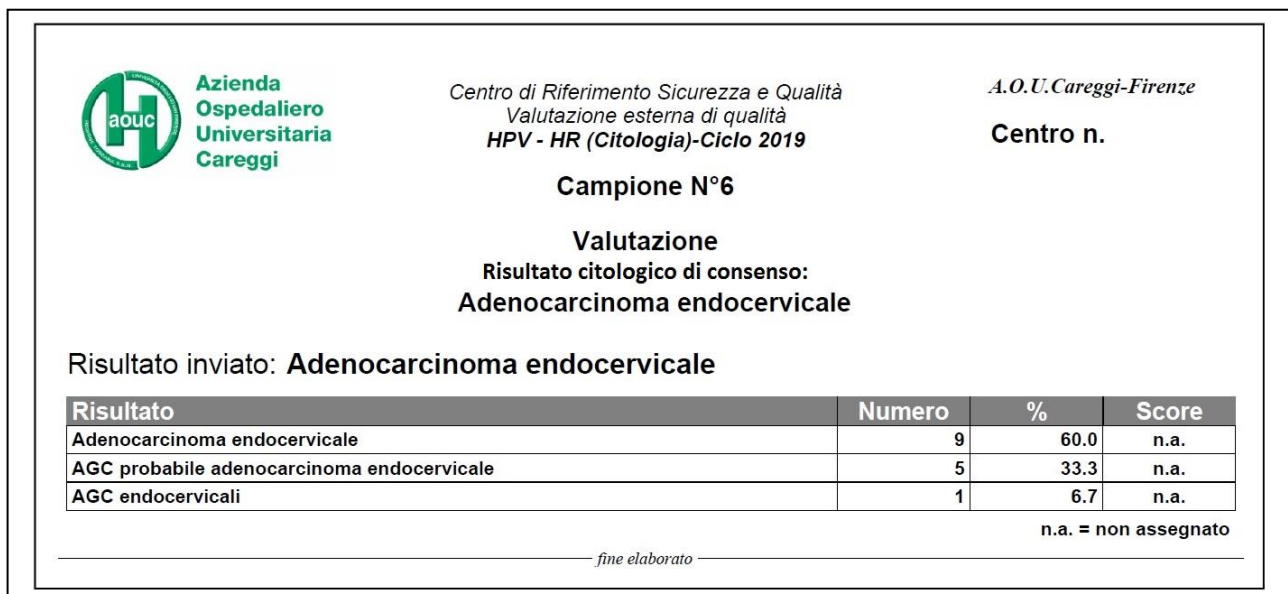 aouc
Azienda
Ospedaliero
Universitaria
Careggi
Centro di Riferimento Sicurezza e Qualità
Valutazione esterna di qualità
HPV - HR (Citologia)-Ciclo 2019
A.O.U.Careggi-Firenze
Centro n.
Campione N°6
Valutazione
Risultato citologico di consenso:
Adenocarcinoma endocervicale
Risultato inviato: Adenocarcinoma endocervicale
Risultato Numero % Score
Adenocarcinoma endocervicale 9 60.0 n.a.
AGC probabile adenocarcinoma endocervicale 5 33.3 n.a.
AGC endocervicali 1 6.7 n.a.
n.a. = non assegnato
fine elaborato